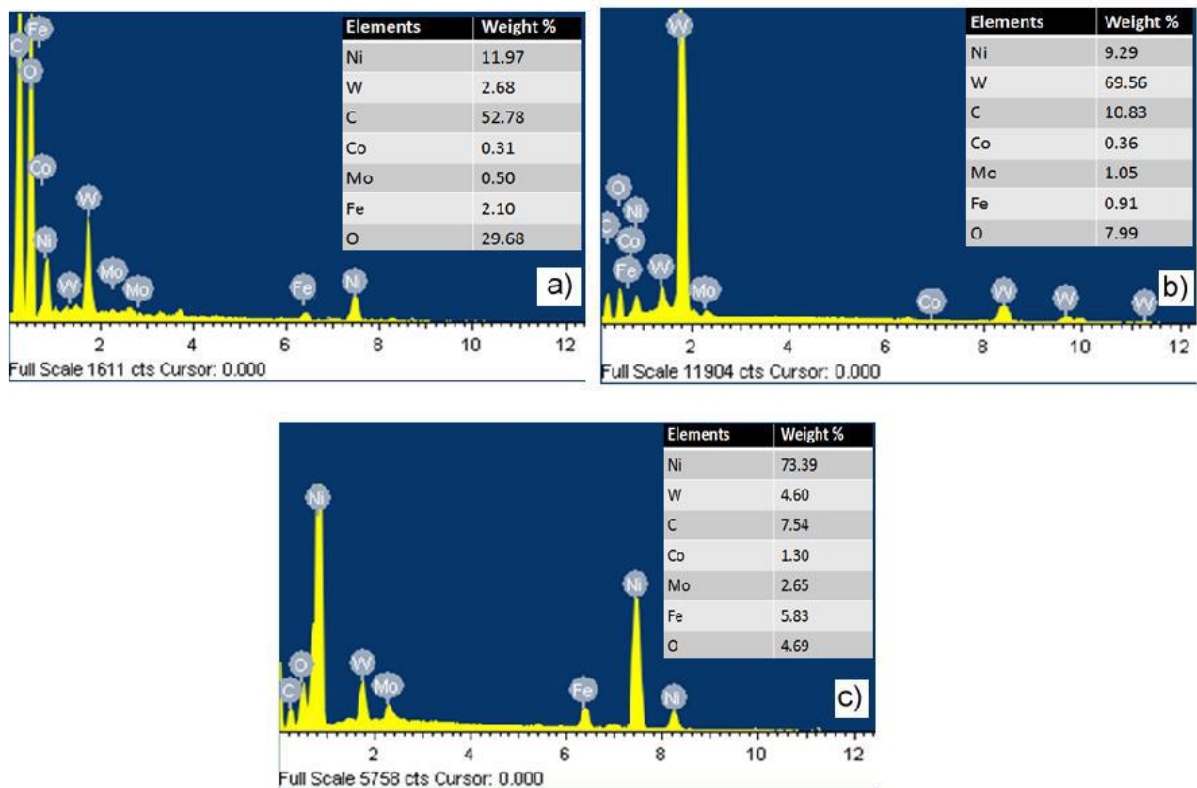 Elements Weight %
Ni 11.97
W 2.68
C 52.78
Co 0.31
Mo 0.50
Fe 2.10
O 29.68
Fe
C
O
Co
W
Ni
W
Mo
Mo
Fe
Ni
a)
2 4 6 8 10 12
Full Scale 1611 cts Cursor: 0.000
Elements Weight %
Ni 9.29
W 69.56
C 10.83
Co 0.36
Mo 1.05
Fe 0.91
O 7.99
W
O
C
Ni
Co
Fe
W
Mo
Co
W
W
W
b)
2 4 6 8 10 12
Full Scale 11904 cts Cursor: 0.000
Elements Weight %
Ni 73.39
W 4.60
C 7.54
Co 1.30
Mo 2.65
Fe 5.83
O 4.69
Ni
O
C
W
Mo
Fe
Ni
Ni
c)
2 4 6 8 10 12
Full Scale 5758 cts Cursor: 0.000